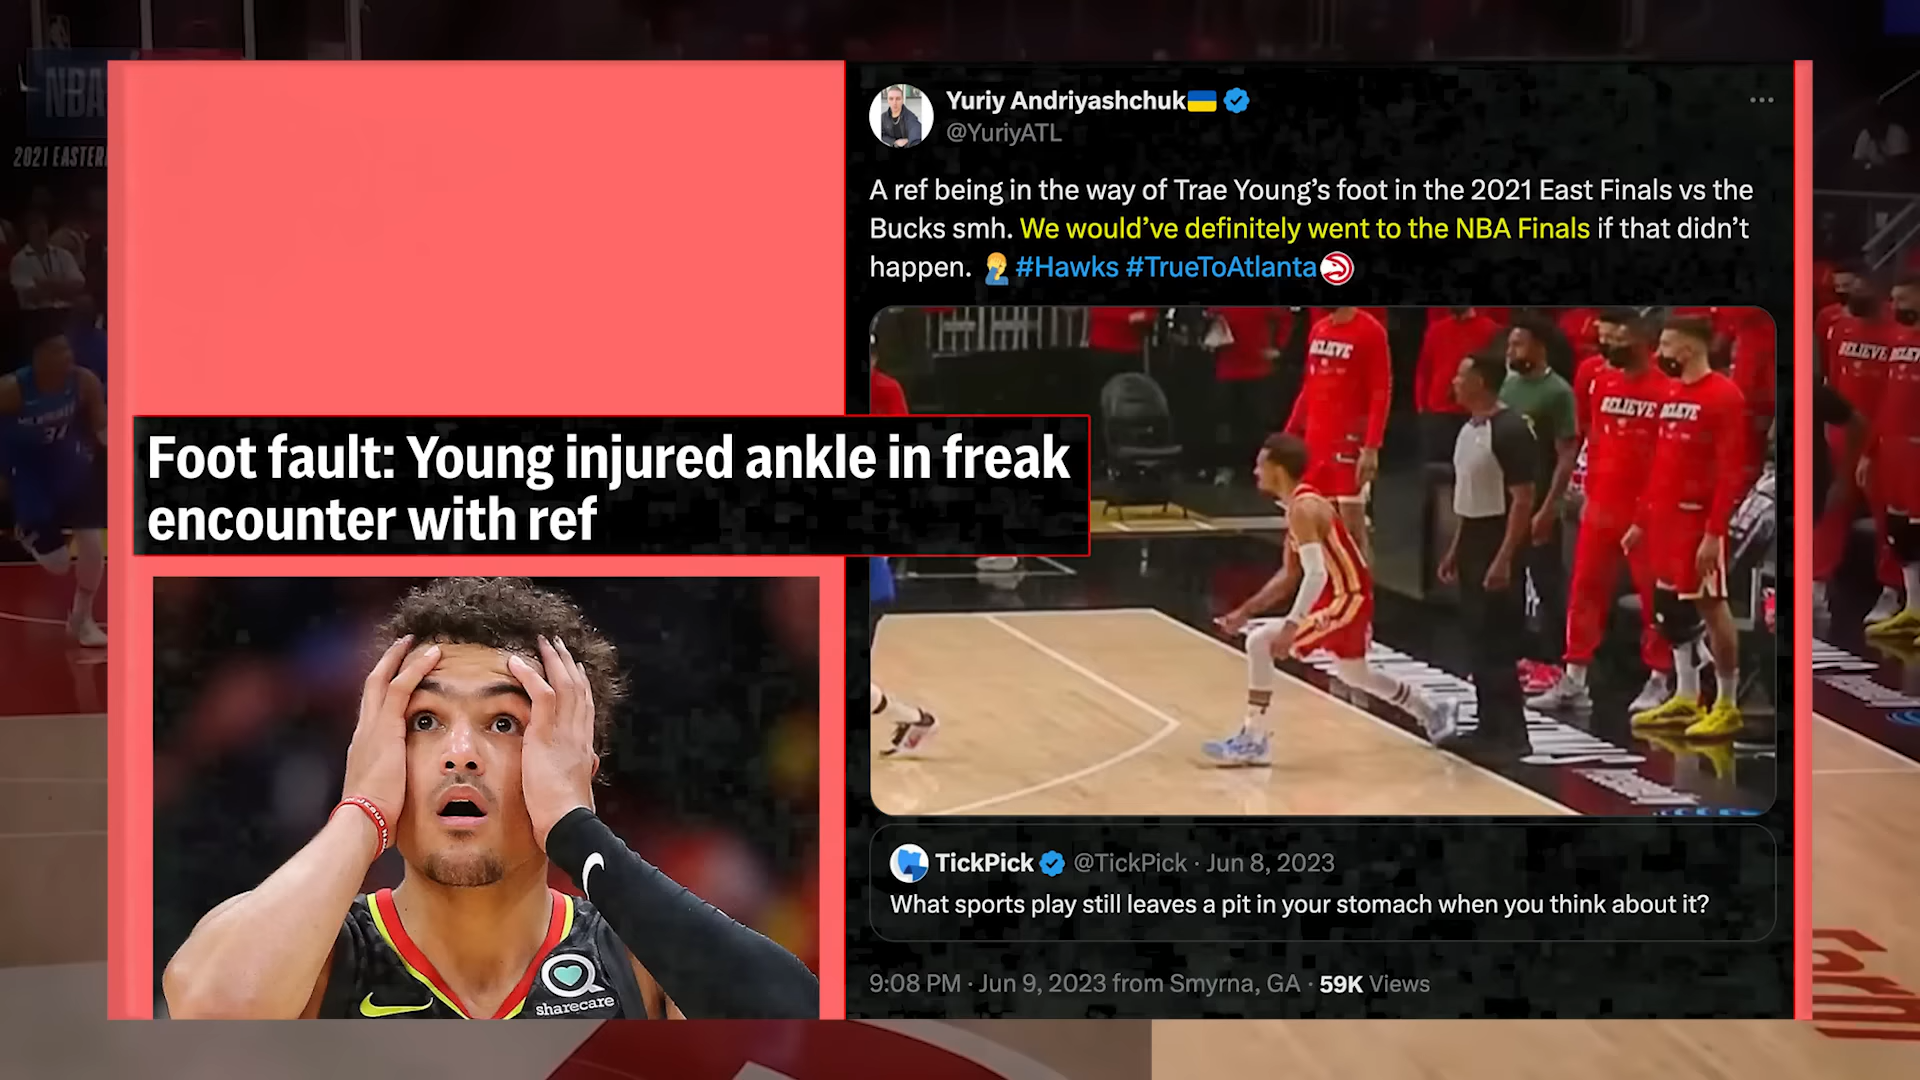 NBA
2021 EASTER
Yuriy Andriyashchuk
@YuriyATL
A ref being in the way of Trae Young's foot in the 2021 East Finals vs the
Bucks smh. We would've definitely went to the NBA Finals if that didn't
happen. #Hawks #TrueToAtlanta
Foot fault: Young injured ankle in freak
encounter with ref
BELIEVE
BELIEVE
BELIEVE
BELIEVE
sharecare
TickPick @TickPick · Jun 8, 2023
What sports play still leaves a pit in your stomach when you think about it?
9:08 PM · Jun 9, 2023 from Smyrna, GA · 59K Views